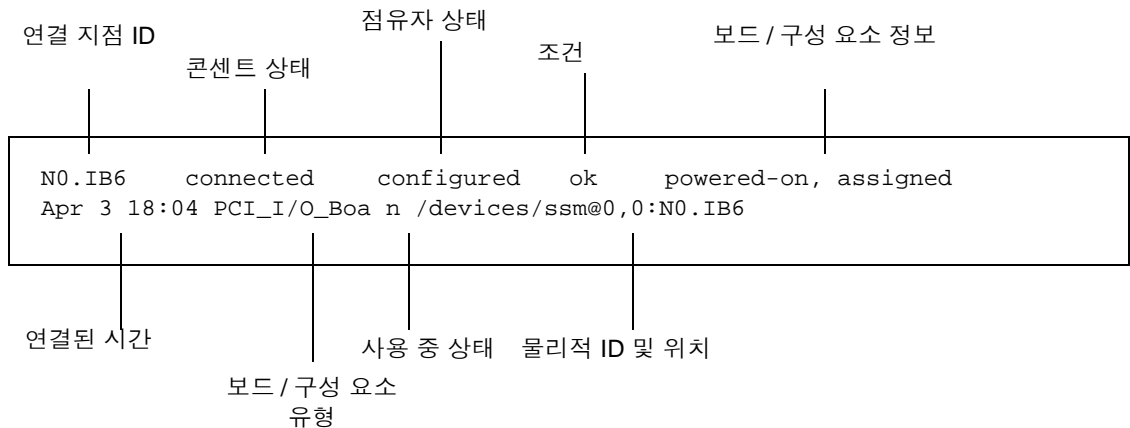 점유자 상태
연결 지점 ID
보드 / 구성 요소 정보
조건
콘센트 상태
N0.IB6 connected configured ok powered-on, assigned
Apr 3 18:04 PCI_I/O_Boa n /devices/ssm@0,0:N0.IB6
연결된 시간
사용 중 상태
물리적 ID 및 위치
보드 / 구성 요소
유형